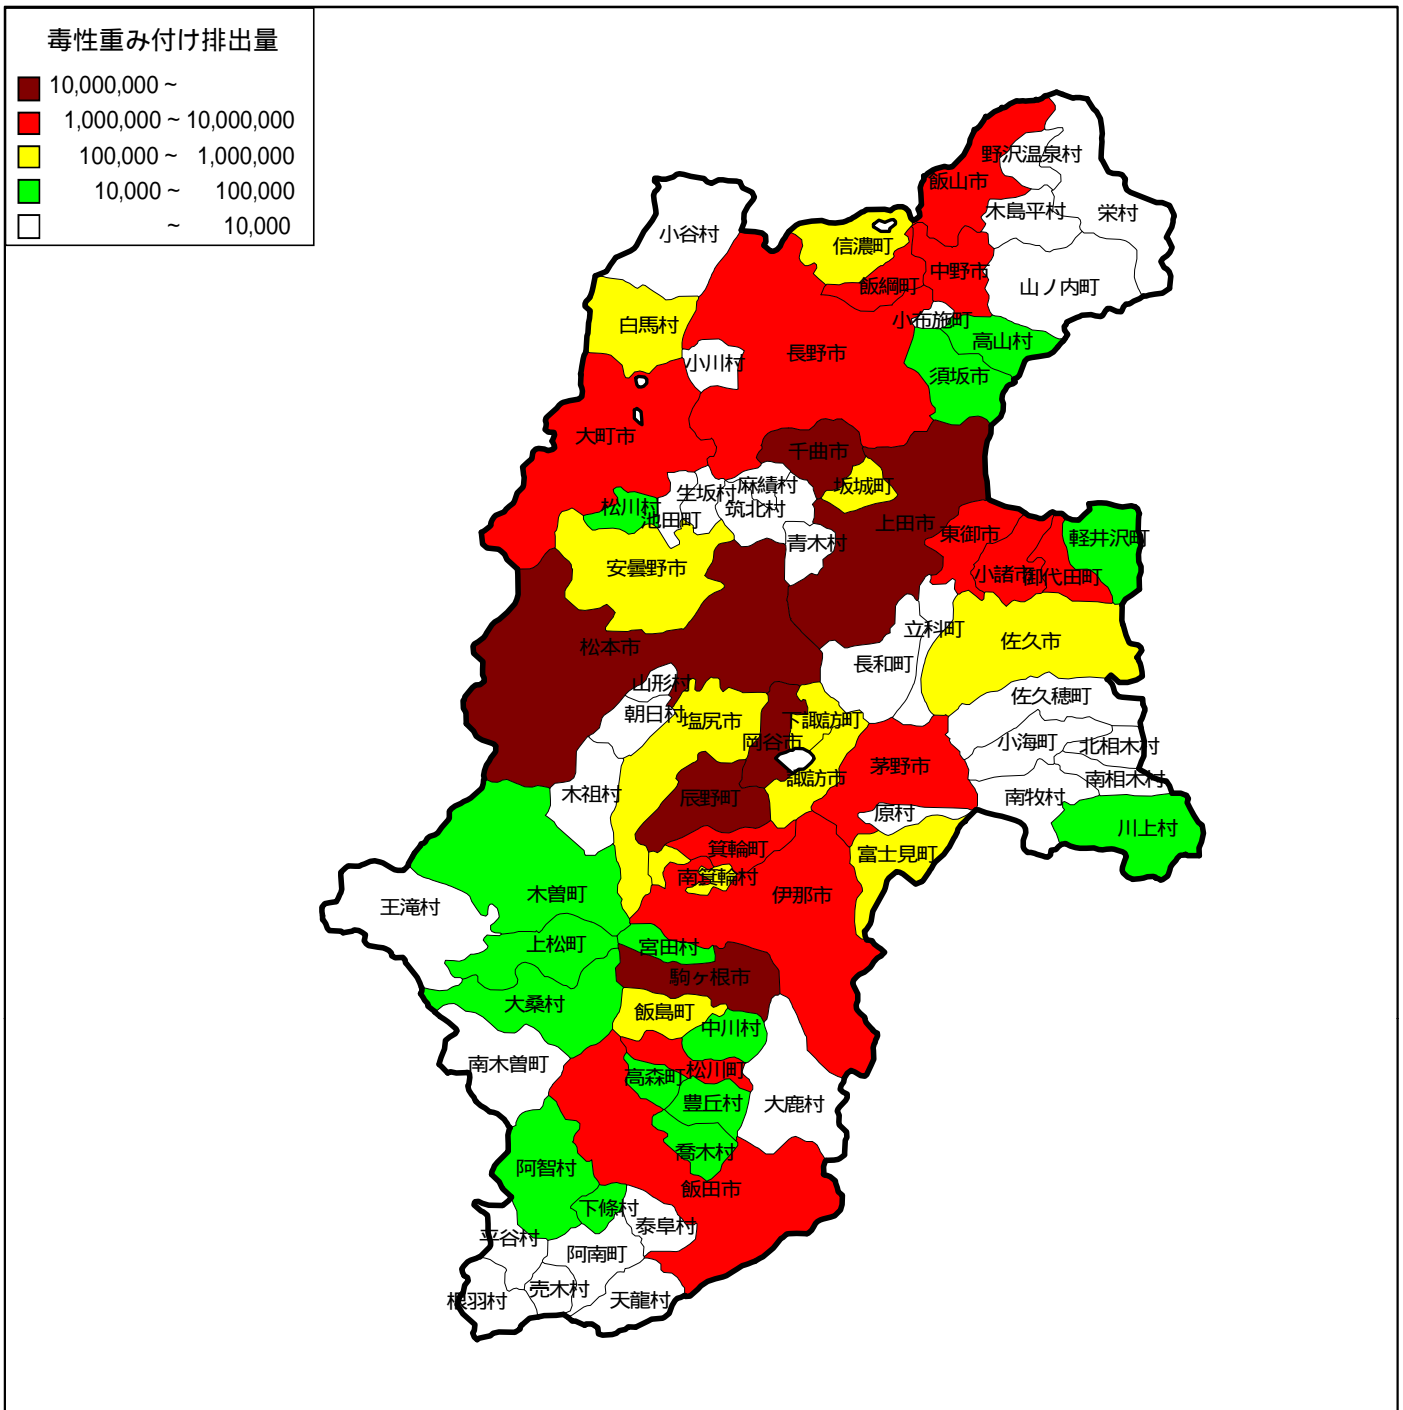 毒性重み付け排出量
10,000,000 ~
1,000,000 ~ 10,000,000
100,000 ~ 1,000,000
10,000 ~ 100,000
~ 10,000
野沢温泉村
飯山市
木島平村
栄村
小谷村
信濃町
中野市
飯綱町
山ノ内町
白馬村
小布施町
高山村
長野市
小川村
須坂市
大町市
千曲市
麻績村
坂城町
生坂村
松川村
筑北村
池田町
上田市
東御市
軽井沢町
青木村
安曇野市
小諸市
御代田町
立科町
佐久市
松本市
長和町
山形村
佐久穂町
朝日村
塩尻市
下諏訪町
岡谷市
小海町
北相木村
茅野市
諏訪市
南相木村
木祖村
辰野町
南牧村
原村
川上村
箕輪町
富士見町
南箕輪村
木曽町
伊那市
王滝村
上松町
宮田村
駒ヶ根市
大桑村
飯島町
中川村
南木曽町
松川町
高森町
豊丘村
大鹿村
喬木村
阿智村
飯田市
下條村
泰阜村
平谷村
阿南町
売木村
根羽村
天龍村